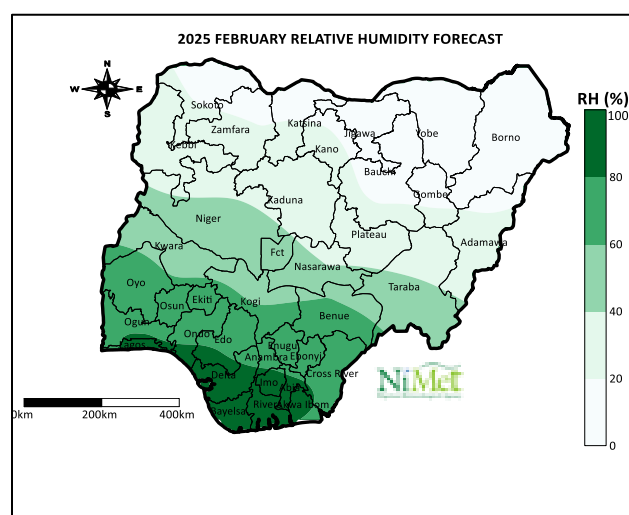 2025 FEBRUARY RELATIVE HUMIDITY FORECAST
N
W E
S
RH (%)
100
80
60
40
20
0
Sokoto
Katsina
Zamfara
Jigawa
Yobe
Borno
Kebbi
Kano
Bauchi
Gombe
Kaduna
Niger
Plateau
Adamawa
Kwara
Fct
Nasarawa
Taraba
Oyo
Osun
Ekiti
Kogi
Benue
Ogun
Ondo
Edo
Enugu
Anambra
Ebonyi
Lagos
Cross River
Delta
Imo
Abia
Bayelsa
Rivers
Akwa Ibom
NiMet
0km 200km 400km